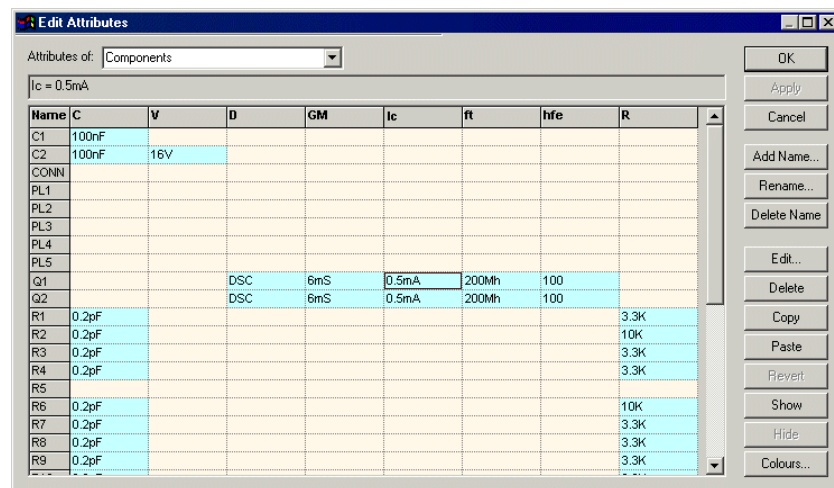 Edit Attributes
Attributes of: Components
OK
Ic = 0.5mA
Apply
Name C V D GM Ic ft hfe R
Cancel
C1 100nF
C2 100nF 16V
Add Name...
CONN
PL1
Rename...
PL2
Delete Name
PL3
PL4
PL5
Edit...
Q1 DSC 6mS 0.5mA 200Mh 100
Q2 DSC 6mS 0.5mA 200Mh 100
Delete
R1 0.2pF 3.3K
Copy
R2 0.2pF 10K
R3 0.2pF 3.3K
Paste
R4 0.2pF 3.3K
Revert
R5
R6 0.2pF 10K
Show
R7 0.2pF 3.3K
R8 0.2pF 3.3K
Hide
R9 0.2pF 3.3K
Colours...